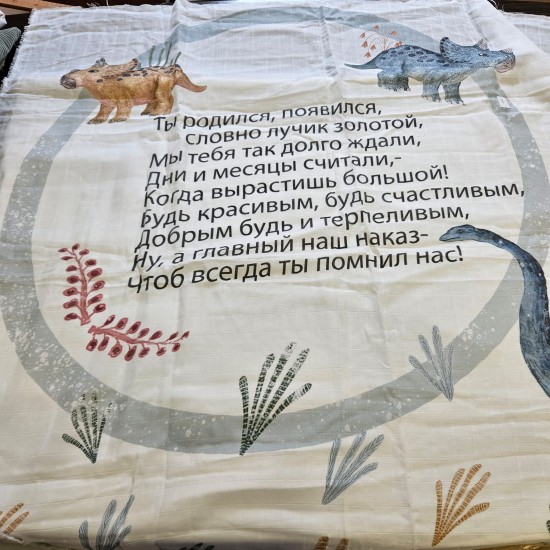 Ты родился, появился,
словно лучик золотой,
Мы тебя так долго ждали,
Дни и месяцы считали,-
Когда вырастишь большой!
Будь красивым, будь счастливым,
Добрым будь и терпеливым,
Ну, а главный наш наказ-
Чтоб всегда ты помнил нас!